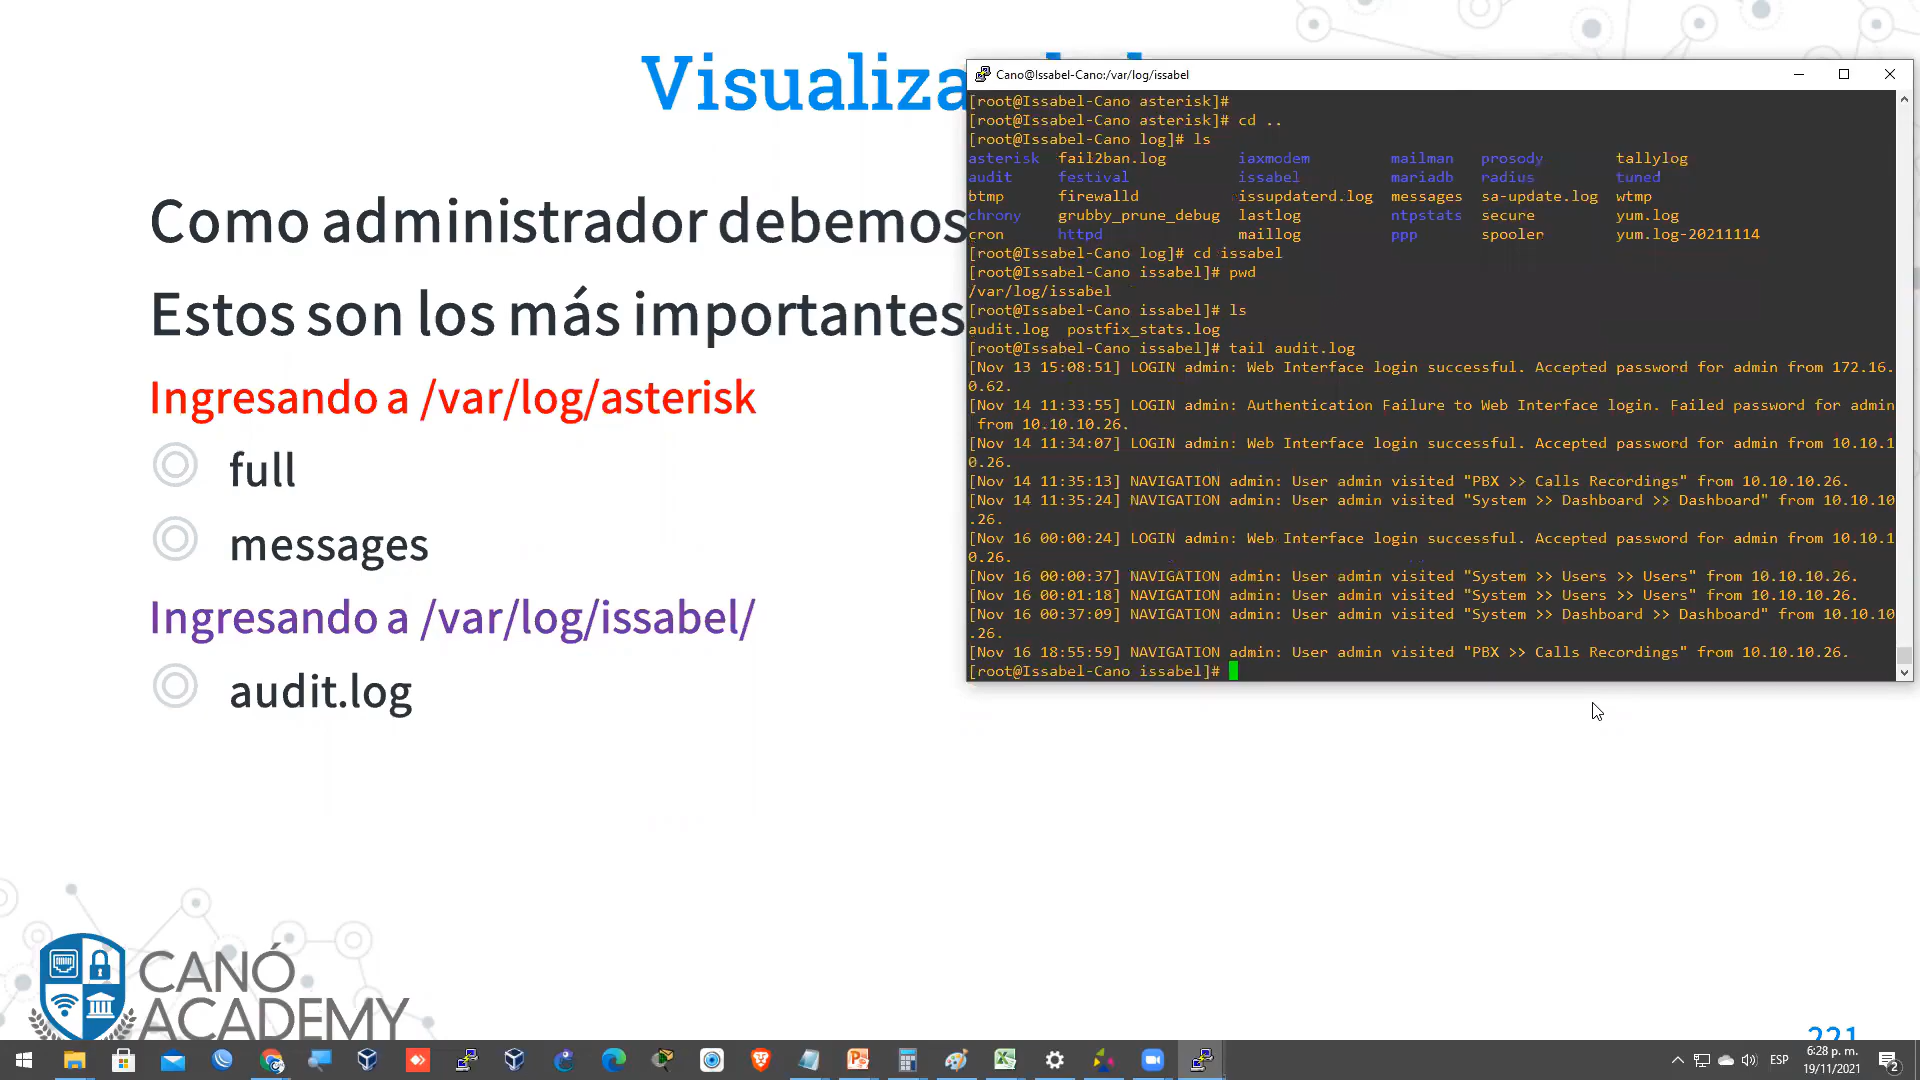 Visualiza
Como administrador debemos
Estos son los más importantes
Ingresando a /var/log/asterisk
full
messages
Ingresando a /var/log/issabel/
audit.log
CANÓ
ACADEMY
221
Cano@Issabel-Cano:/var/log/issabel
[root@Issabel-Cano asterisk]#
[root@Issabel-Cano asterisk]# cd ..
[root@Issabel-Cano log]# ls
asterisk fail2ban.log iaxmodem mailman prosody tallylog
audit festival issabel mariadb radius tuned
btmp firewalld issupdaterd.log messages sa-update.log wtmp
chrony grubby_prune_debug lastlog ntpstats secure yum.log
cron httpd maillog ppp spooler yum.log-20211114
[root@Issabel-Cano log]# cd issabel
[root@Issabel-Cano issabel]# pwd
/var/log/issabel
[root@Issabel-Cano issabel]# ls
audit.log postfix_stats.log
[root@Issabel-Cano issabel]# tail audit.log
[Nov 13 15:08:51] LOGIN admin: Web Interface login successful. Accepted password for admin from 172.16.
0.62.
[Nov 14 11:33:55] LOGIN admin: Authentication Failure to Web Interface login. Failed password for admin
from 10.10.10.26.
[Nov 14 11:34:07] LOGIN admin: Web Interface login successful. Accepted password for admin from 10.10.1
0.26.
[Nov 14 11:35:13] NAVIGATION admin: User admin visited "PBX >> Calls Recordings" from 10.10.10.26.
[Nov 14 11:35:24] NAVIGATION admin: User admin visited "System >> Dashboard >> Dashboard" from 10.10.10
.26.
[Nov 16 00:00:24] LOGIN admin: Web Interface login successful. Accepted password for admin from 10.10.1
0.26.
[Nov 16 00:00:37] NAVIGATION admin: User admin visited "System >> Users >> Users" from 10.10.10.26.
[Nov 16 00:01:18] NAVIGATION admin: User admin visited "System >> Users >> Users" from 10.10.10.26.
[Nov 16 00:37:09] NAVIGATION admin: User admin visited "System >> Dashboard >> Dashboard" from 10.10.10
.26.
[Nov 16 18:55:59] NAVIGATION admin: User admin visited "PBX >> Calls Recordings" from 10.10.10.26.
[root@Issabel-Cano issabel]#
ESP
6:28 p. m.
19/11/2021
2